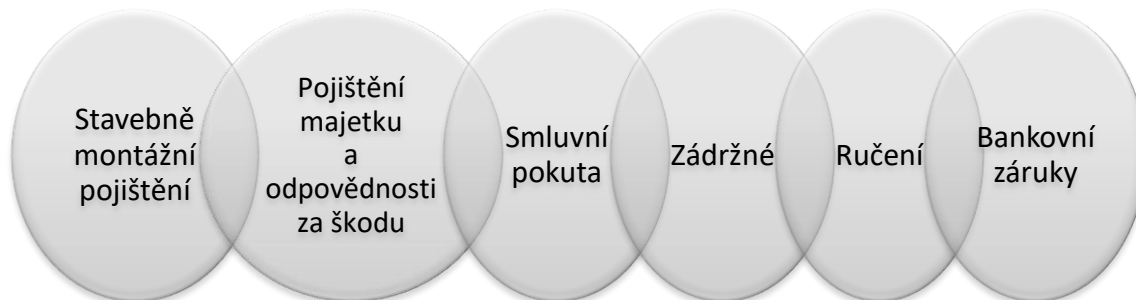 Stavebně
montážní
pojištění
Pojištění
majetku
a
odpovědnosti
za škodu
Smluvní
pokuta
Zádržné
Ručení
Bankovní
záruky